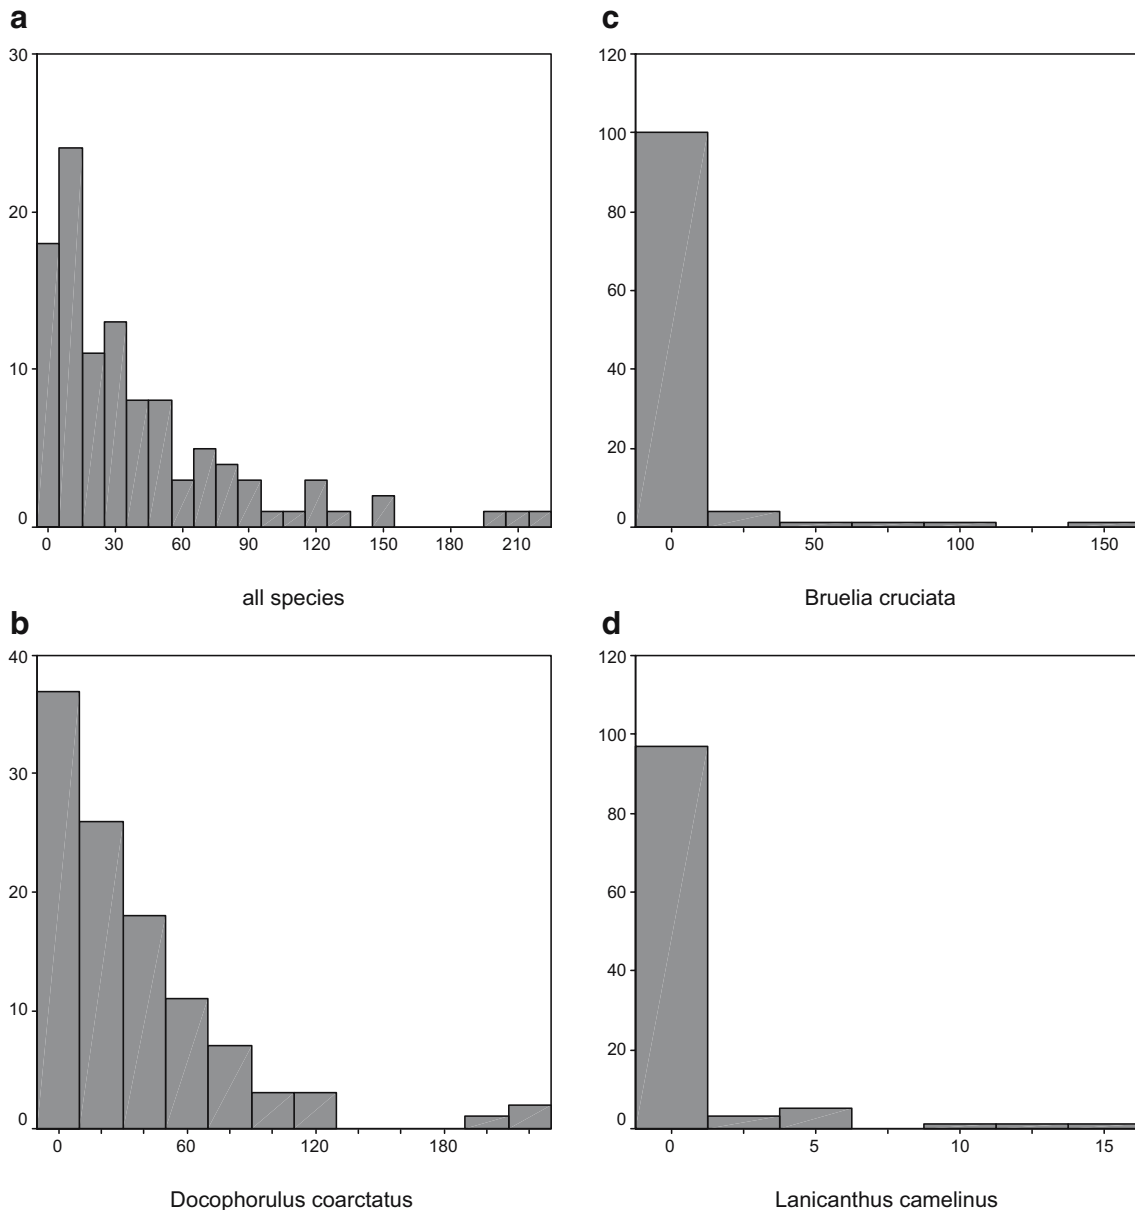 a
30
20
10
0
0 30 60 90 120 150 180 210
all species
b
40
30
20
10
0
0 60 120 180
Docophorulus coarctatus
c
120
100
80
60
40
20
0
0 50 100 150
Bruelia cruciata
d
120
100
80
60
40
20
0
0 5 10 15
Lanicanthus camelinus